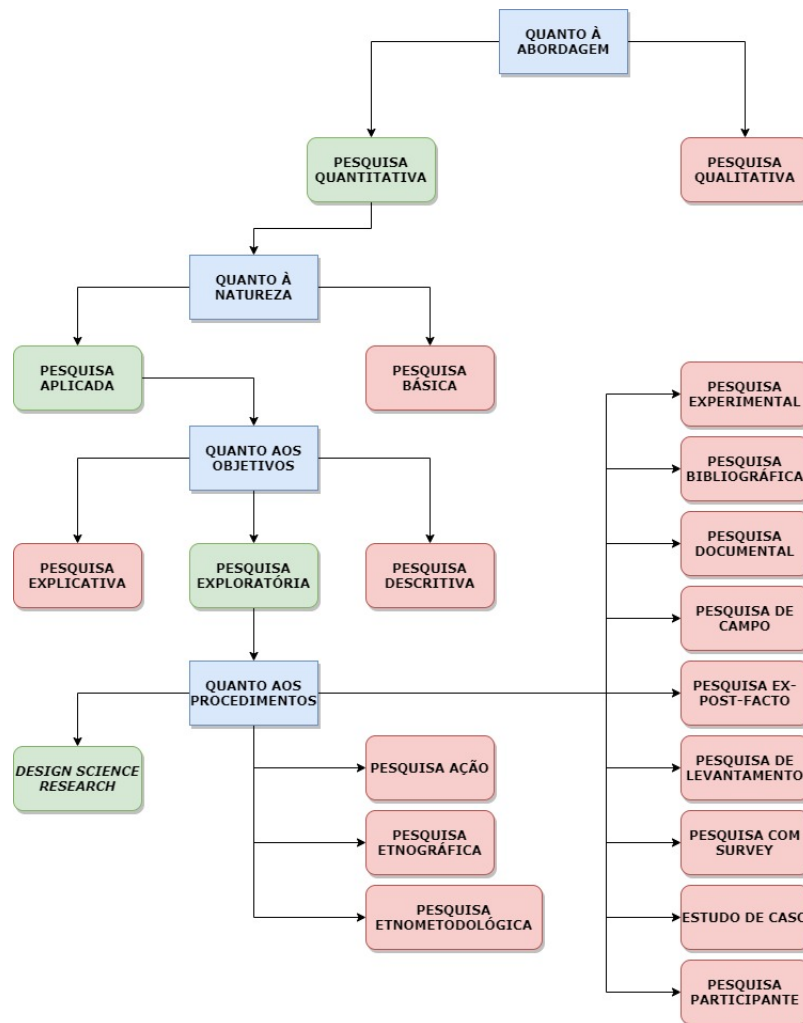 QUANTO À
ABORDAGEM
PESQUISA
QUANTITATIVA
PESQUISA
QUALITATIVA
QUANTO À
NATUREZA
PESQUISA
APLICADA
PESQUISA
BÁSICA
QUANTO AOS
OBJETIVOS
PESQUISA
EXPLICATIVA
PESQUISA
EXPLORATÓRIA
PESQUISA
DESCRITIVA
QUANTO AOS
PROCEDIMENTOS
DESIGN SCIENCE
RESEARCH
PESQUISA AÇÃO
PESQUISA
ETNOGRÁFICA
PESQUISA
ETNOMETODOLÓGICA
PESQUISA
EXPERIMENTAL
PESQUISA
BIBLIOGRÁFICA
PESQUISA
DOCUMENTAL
PESQUISA DE
CAMPO
PESQUISA EX-
POST-FACTO
PESQUISA DE
LEVANTAMENTO
PESQUISA COM
SURVEY
ESTUDO DE CASO
PESQUISA
PARTICIPANTE